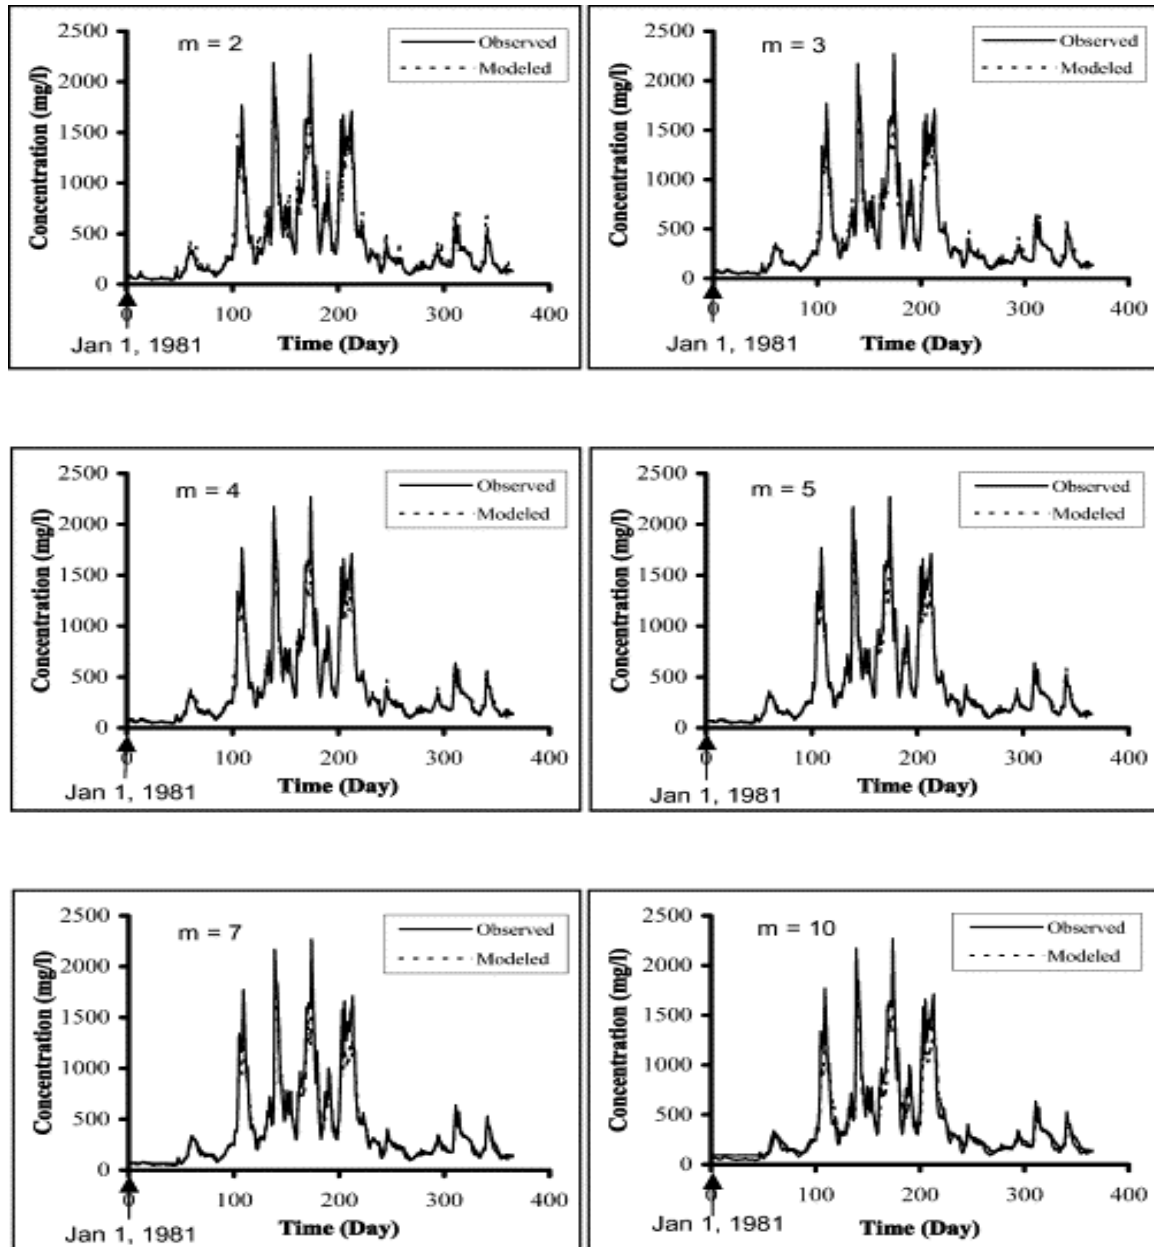 m = 2
Observed
Modeled
2500
2000
1500
1000
500
0
Concentration (mg/l)
0 100 200 300 400
Jan 1, 1981
Time (Day)
m = 3
Observed
Modeled
2500
2000
1500
1000
500
0
Concentration (mg/l)
0 100 200 300 400
Jan 1, 1981
Time (Day)
m = 4
Observed
Modeled
2500
2000
1500
1000
500
0
Concentration (mg/l)
0 100 200 300 400
Jan 1, 1981
Time (Day)
m = 5
Observed
Modeled
2500
2000
1500
1000
500
0
Concentration (mg/l)
0 100 200 300 400
Jan 1, 1981
Time (Day)
m = 7
Observed
Modeled
2500
2000
1500
1000
500
0
Concentration (mg/l)
0 100 200 300 400
Jan 1, 1981
Time (Day)
m = 10
Observed
Modeled
2500
2000
1500
1000
500
0
Concentration (mg/l)
0 100 200 300 400
Jan 1, 1981
Time (Day)